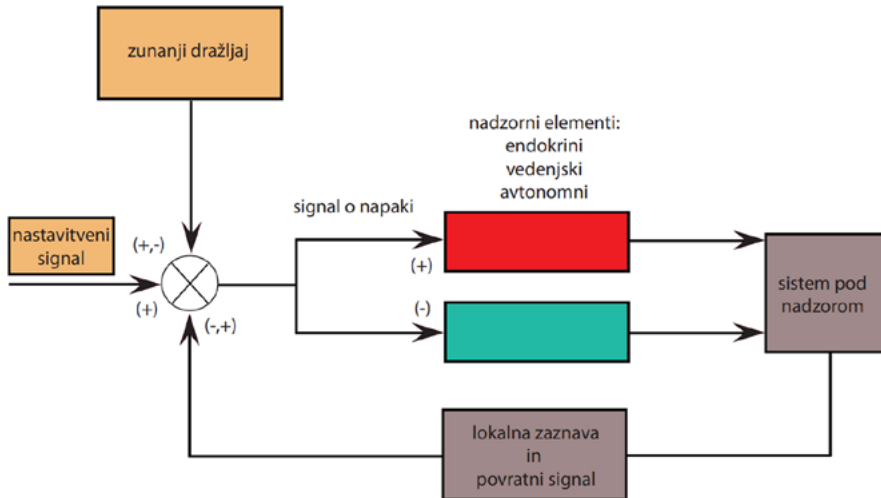 zunanji dražljaj
nadzorni elementi:
endokrini
vedenjski
avtonomni
signal o napaki
nastavitveni
signal
(+,-)
(+)
(-,+)
(+)
(-)
sistem pod
nadzorom
lokalna zaznava
in
povratni signal